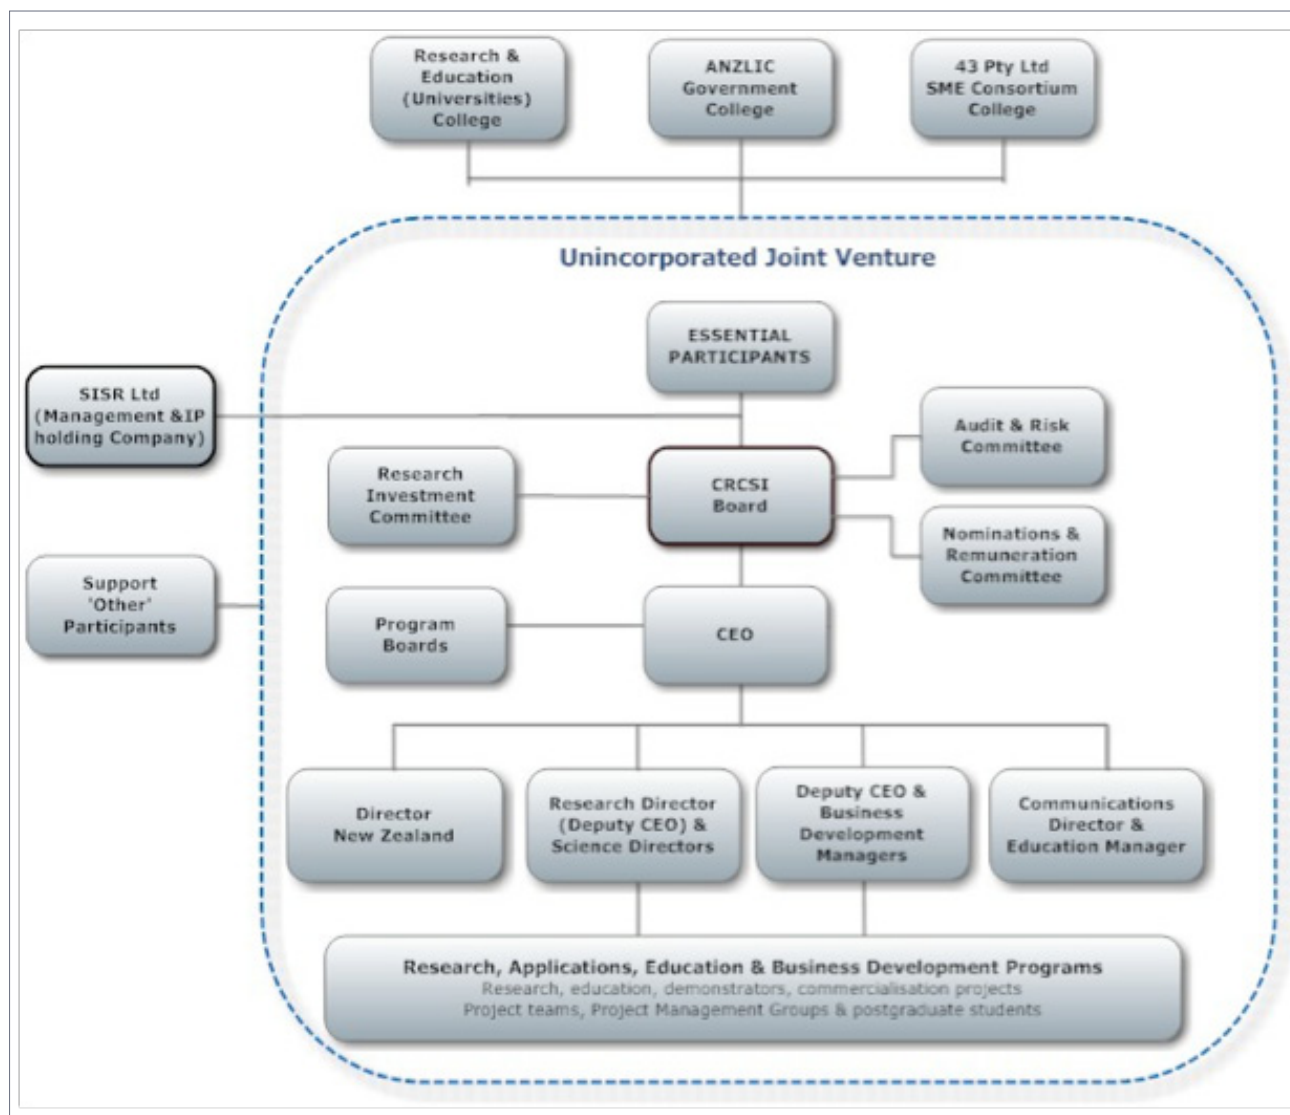 Research &
Education
(Universities)
College
ANZLIC
Government
College
43 Pty Ltd
SME Consortium
College
Unincorporated Joint Venture
ESSENTIAL
PARTICIPANTS
SISR Ltd
(Management &IP
holding Company)
Audit & Risk
Committee
Research
Investment
Committee
CRCSI
Board
Nominations &
Remuneration
Committee
Support
'Other'
Participants
Program
Boards
CEO
Director
New Zealand
Research Director
(Deputy CEO) &
Science Directors
Deputy CEO &
Business
Development
Managers
Communications
Director &
Education Manager
Research, Applications, Education & Business Development Programs
Research, education, demonstrators, commercialisation projects
Project teams, Project Management Groups & postgraduate students